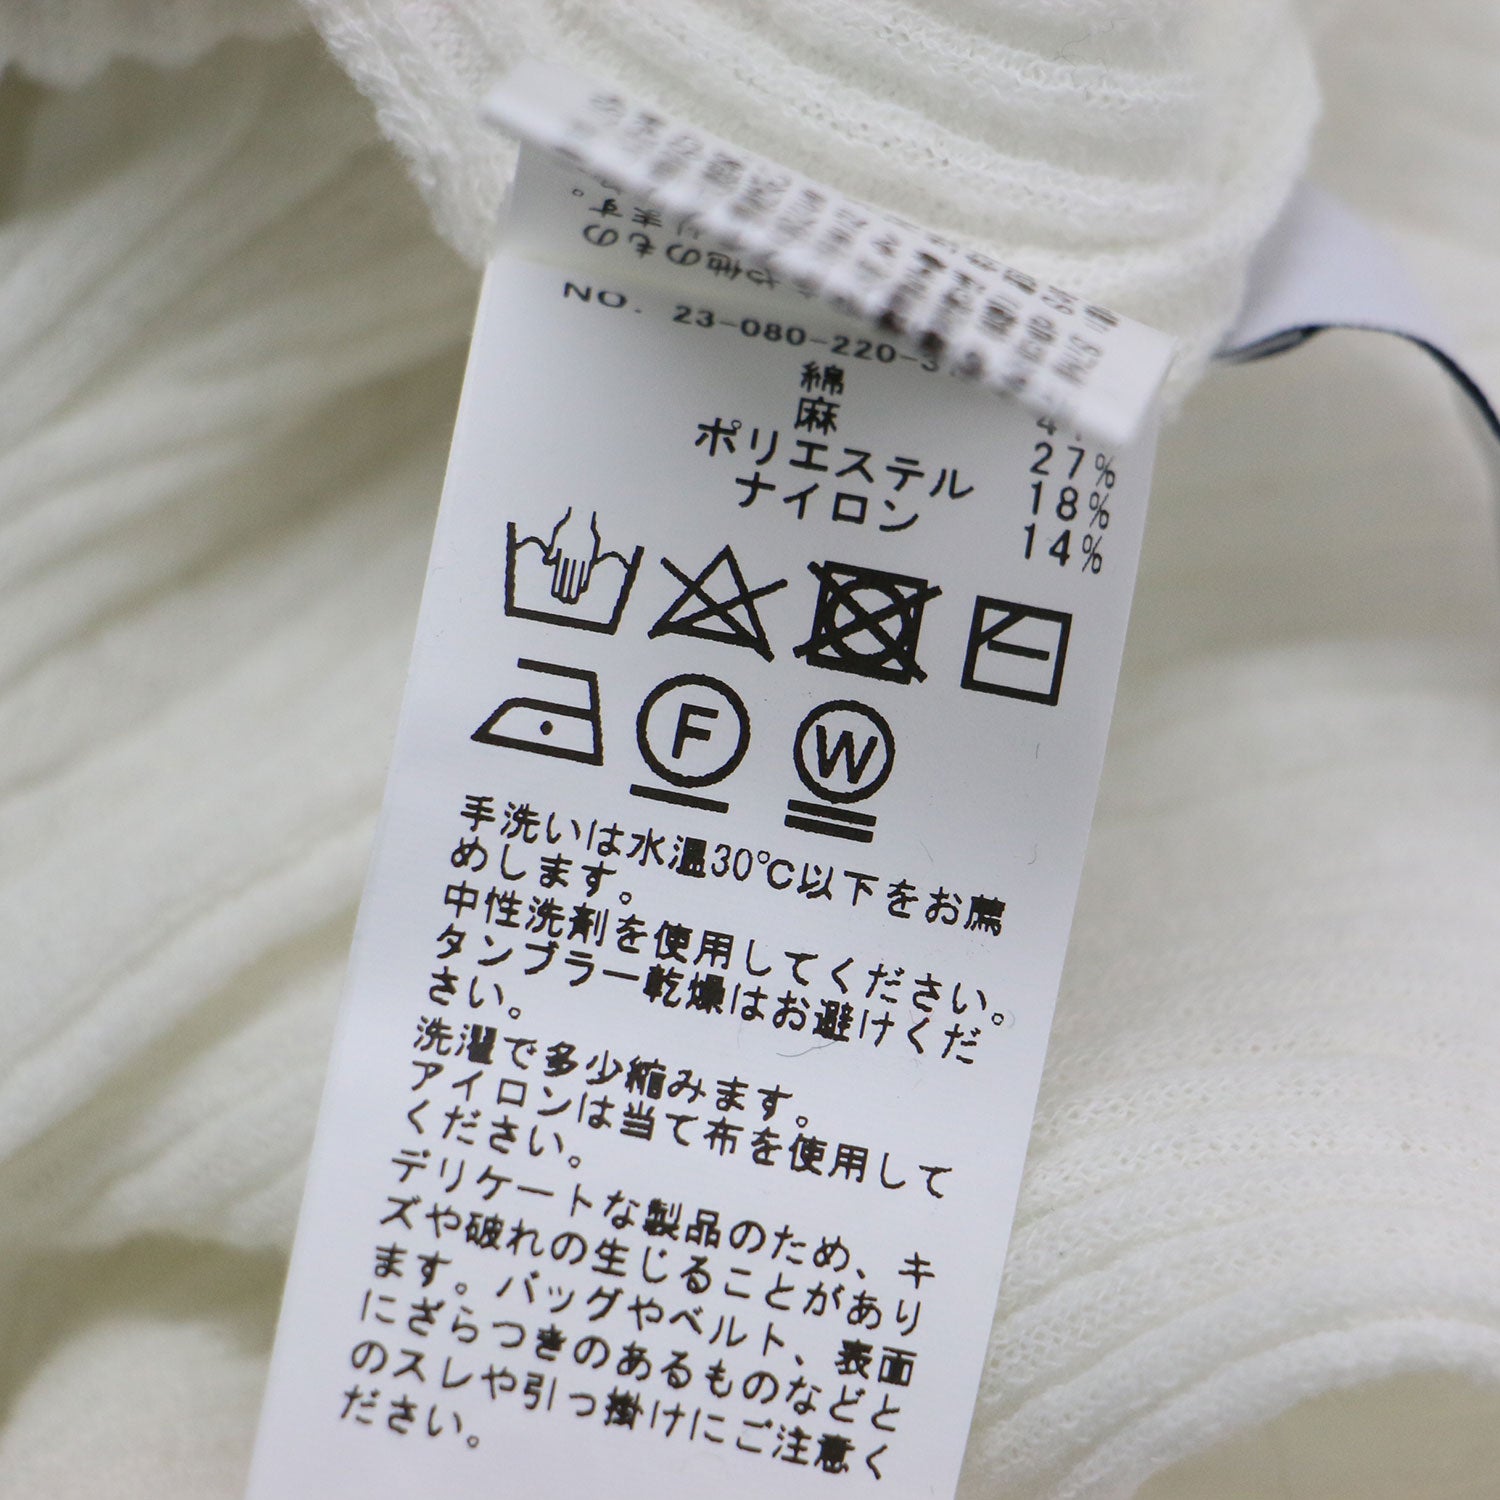 NO. 23-080-220-3
綿
麻 27%
ポリエステル 18%
ナイロン 14%
F
W
手洗いは水温30℃以下をお薦
めします。
中性洗剤を使用してください。
タンブラー乾燥はお避けくだ
さい。
洗濯で多少縮みます。
アイロンは当て布を使用して
ください。
デリケートな製品のため、キ
ズや破れの生じることがあり
ます。バッグやベルト、表面
にざらつきのあるものなどと
のスレや引っ掛けにご注意く
ださい。